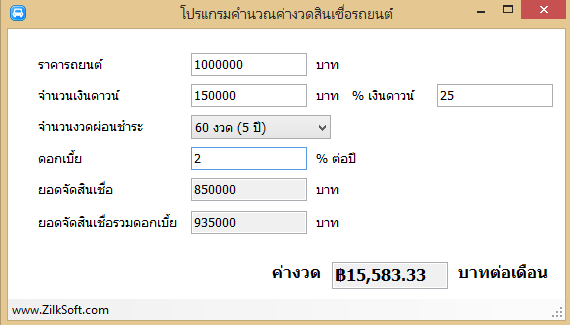 โปรแกรมคำนวณค่างวดสินเชื่อรถยนต์
ราคารถยนต์ 1000000 บาท
จำนวนเงินดาวน์ 150000 บาท % เงินดาวน์ 25
จำนวนงวดผ่อนชำระ 60 งวด (5 ปี)
ดอกเบี้ย 2 % ต่อปี
ยอดจัดสินเชื่อ 850000 บาท
ยอดจัดสินเชื่อรวมดอกเบี้ย 935000 บาท
ค่างวด ฿15,583.33 บาทต่อเดือน
www.ZilkSoft.com